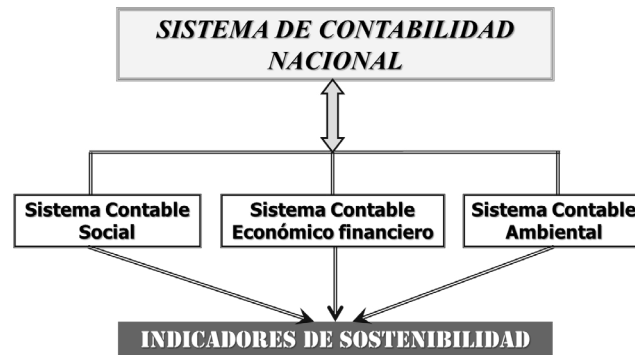 SISTEMA DE CONTABILIDAD
NACIONAL
Sistema Contable
Social
Sistema Contable
Económico financiero
Sistema Contable
Ambiental
INDICADORES DE SOSTENIBILIDAD